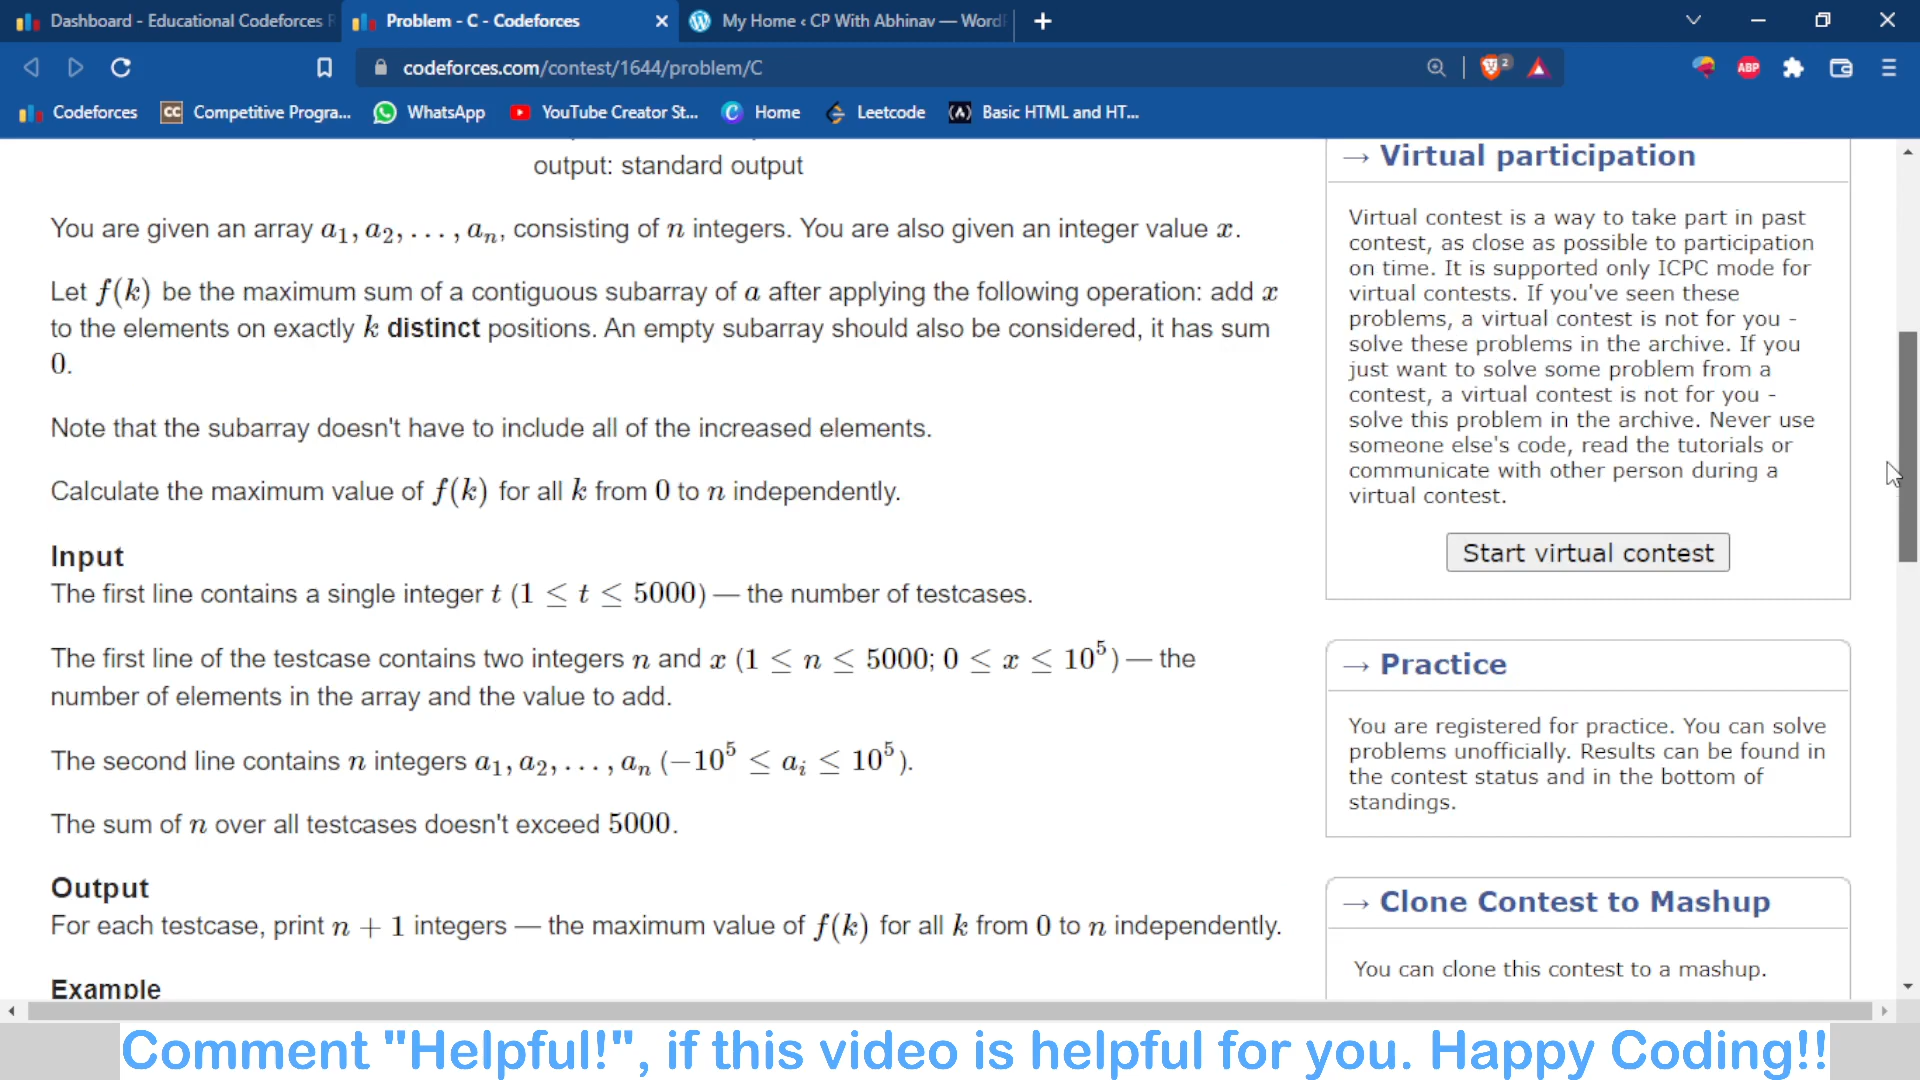 Dashboard - Educational Codeforces
Problem - C - Codeforces
My Home ‹ CP With Abhinav — Word
codeforces.com/contest/1644/problem/C
2
ABP
Codeforces
CC Competitive Progra...
WhatsApp
YouTube Creator St...
Home
Leetcode
(Λ) Basic HTML and HT...
output: standard output
You are given an array a₁, a₂, . . . , aₙ, consisting of n integers. You are also given an integer value x.
Let f(k) be the maximum sum of a contiguous subarray of a after applying the following operation: add x
to the elements on exactly k distinct positions. An empty subarray should also be considered, it has sum
0.
Note that the subarray doesn't have to include all of the increased elements.
Calculate the maximum value of f(k) for all k from 0 to n independently.
Input
The first line contains a single integer t (1 ≤ t ≤ 5000) — the number of testcases.
The first line of the testcase contains two integers n and x (1 ≤ n ≤ 5000; 0 ≤ x ≤ 10⁵) — the
number of elements in the array and the value to add.
The second line contains n integers a₁, a₂, . . . , aₙ (−10⁵ ≤ aᵢ ≤ 10⁵).
The sum of n over all testcases doesn't exceed 5000.
Output
For each testcase, print n + 1 integers — the maximum value of f(k) for all k from 0 to n independently.
Example
→ Virtual participation
Virtual contest is a way to take part in past
contest, as close as possible to participation
on time. It is supported only ICPC mode for
virtual contests. If you've seen these
problems, a virtual contest is not for you -
solve these problems in the archive. If you
just want to solve some problem from a
contest, a virtual contest is not for you -
solve this problem in the archive. Never use
someone else's code, read the tutorials or
communicate with other person during a
virtual contest.
Start virtual contest
→ Practice
You are registered for practice. You can solve
problems unofficially. Results can be found in
the contest status and in the bottom of
standings.
→ Clone Contest to Mashup
You can clone this contest to a mashup.
Comment "Helpful!", if this video is helpful for you. Happy Coding!!